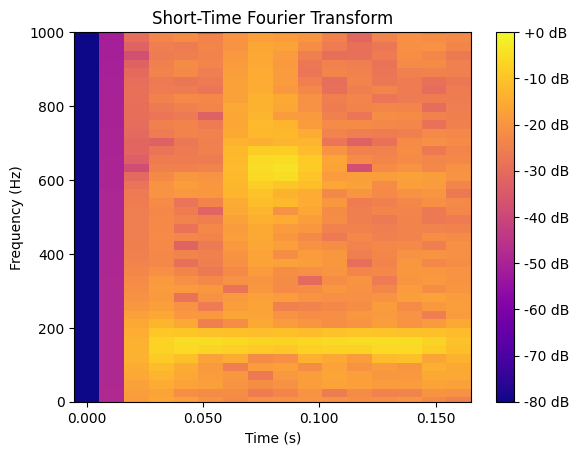 Short-Time Fourier Transform
Frequency (Hz)
1000
800
600
400
200
0
0.000
0.050
0.100
0.150
Time (s)
+0 dB
-10 dB
-20 dB
-30 dB
-40 dB
-50 dB
-60 dB
-70 dB
-80 dB